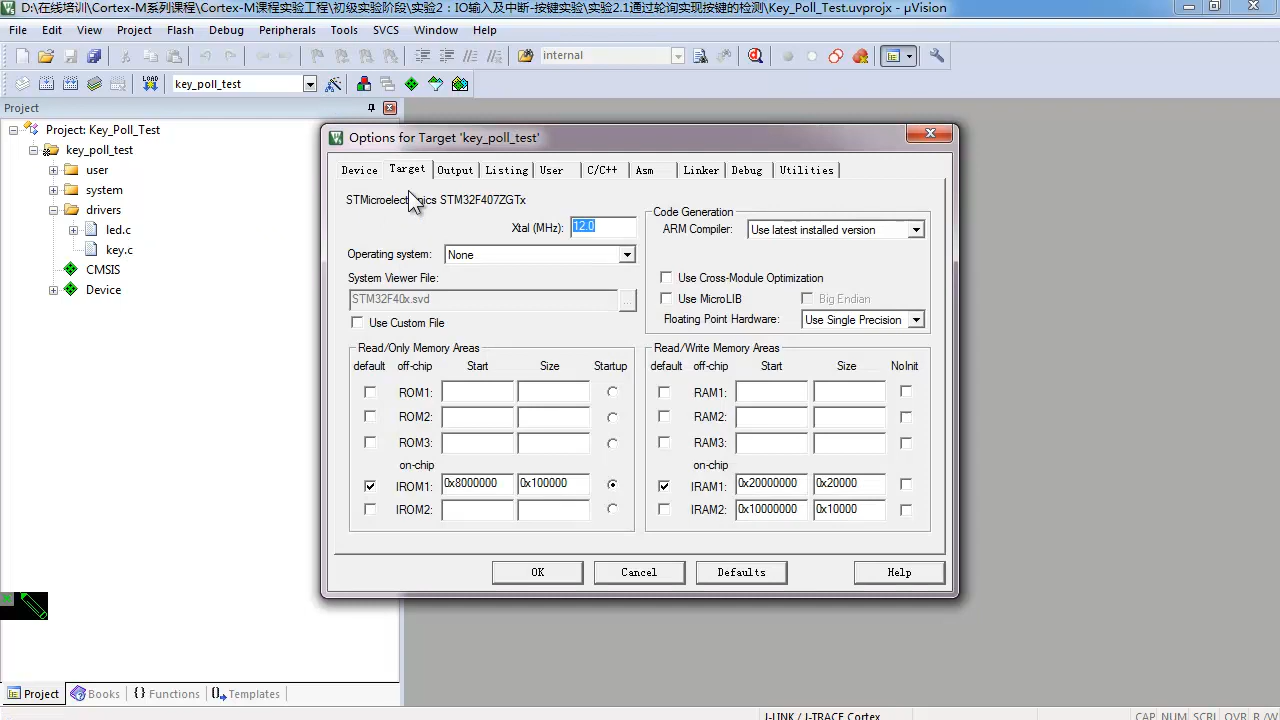 D:\在线培训\Cortex-M系列课程\Cortex-M课程实验工程\初级实验阶段\实验2：IO输入及中断-按键实验\实验2.1通过轮询实现按键的检测\Key_Poll_Test.uvprojx - µVision
File Edit View Project Flash Debug Peripherals Tools SVCS Window Help
internal
LOAD key_poll_test
Project
Project: Key_Poll_Test
key_poll_test
user
system
drivers
led.c
key.c
CMSIS
Device
Options for Target 'key_poll_test'
Device Target Output Listing User C/C++ Asm Linker Debug Utilities
STMicroelectronics STM32F407ZGTx
Xtal (MHz): 12.0
Operating system: None
System Viewer File:
STM32F40x.svd ...
Use Custom File
Code Generation
ARM Compiler: Use latest installed version
Use Cross-Module Optimization
Use MicroLIB Big Endian
Floating Point Hardware: Use Single Precision
Read/Only Memory Areas
default off-chip Start Size Startup
ROM1:
ROM2:
ROM3:
on-chip
IROM1: 0x8000000 0x100000
IROM2:
Read/Write Memory Areas
default off-chip Start Size NoInit
RAM1:
RAM2:
RAM3:
on-chip
IRAM1: 0x20000000 0x20000
IRAM2: 0x10000000 0x10000
OK Cancel Defaults Help
Project Books {} Functions Templates
J-LINK / J-TRACE Cortex CAP NUM SCRL OVR R/W